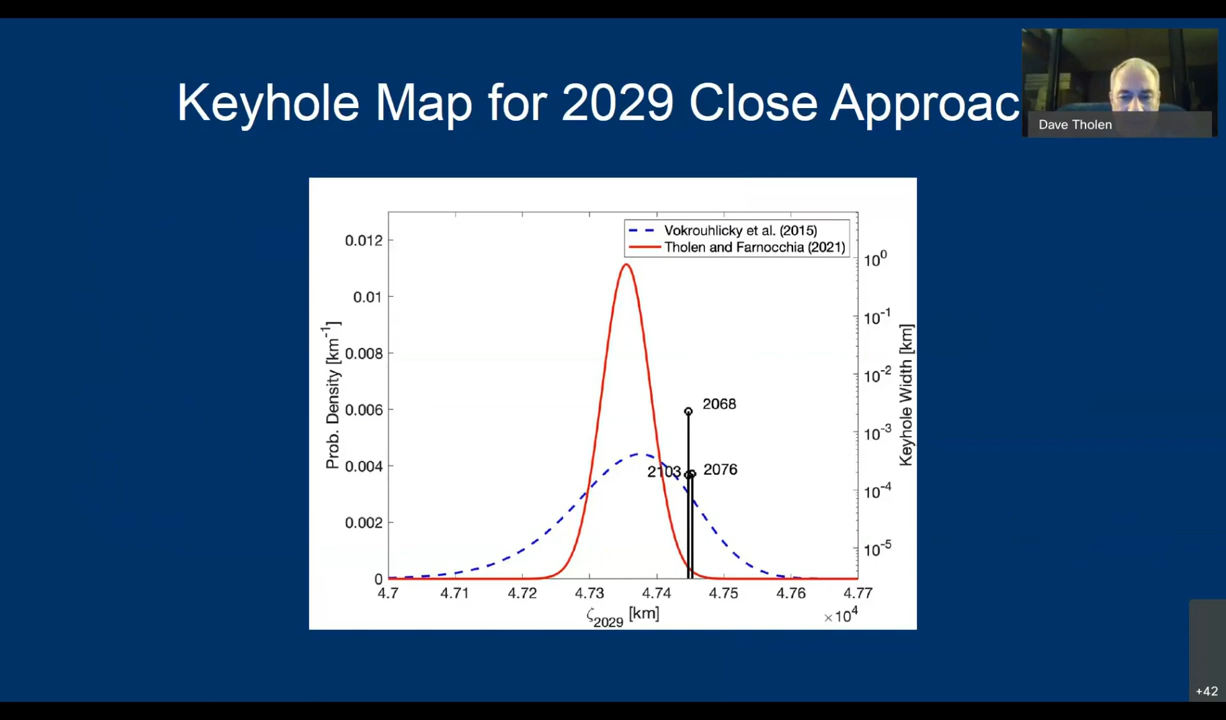 Keyhole Map for 2029 Close Approac
Dave Tholen
Vokrouhlicky et al. (2015)
Tholen and Farnocchia (2021)
Prob. Density [km⁻¹]
0.012
0.01
0.008
0.006
0.004
0.002
0
2068
2103
2076
10⁰
10⁻¹
10⁻²
10⁻³
10⁻⁴
10⁻⁵
Keyhole Width [km]
4.7 4.71 4.72 4.73 4.74 4.75 4.76 4.77
ζ₂₀₂₉ [km]
×10⁴
+42